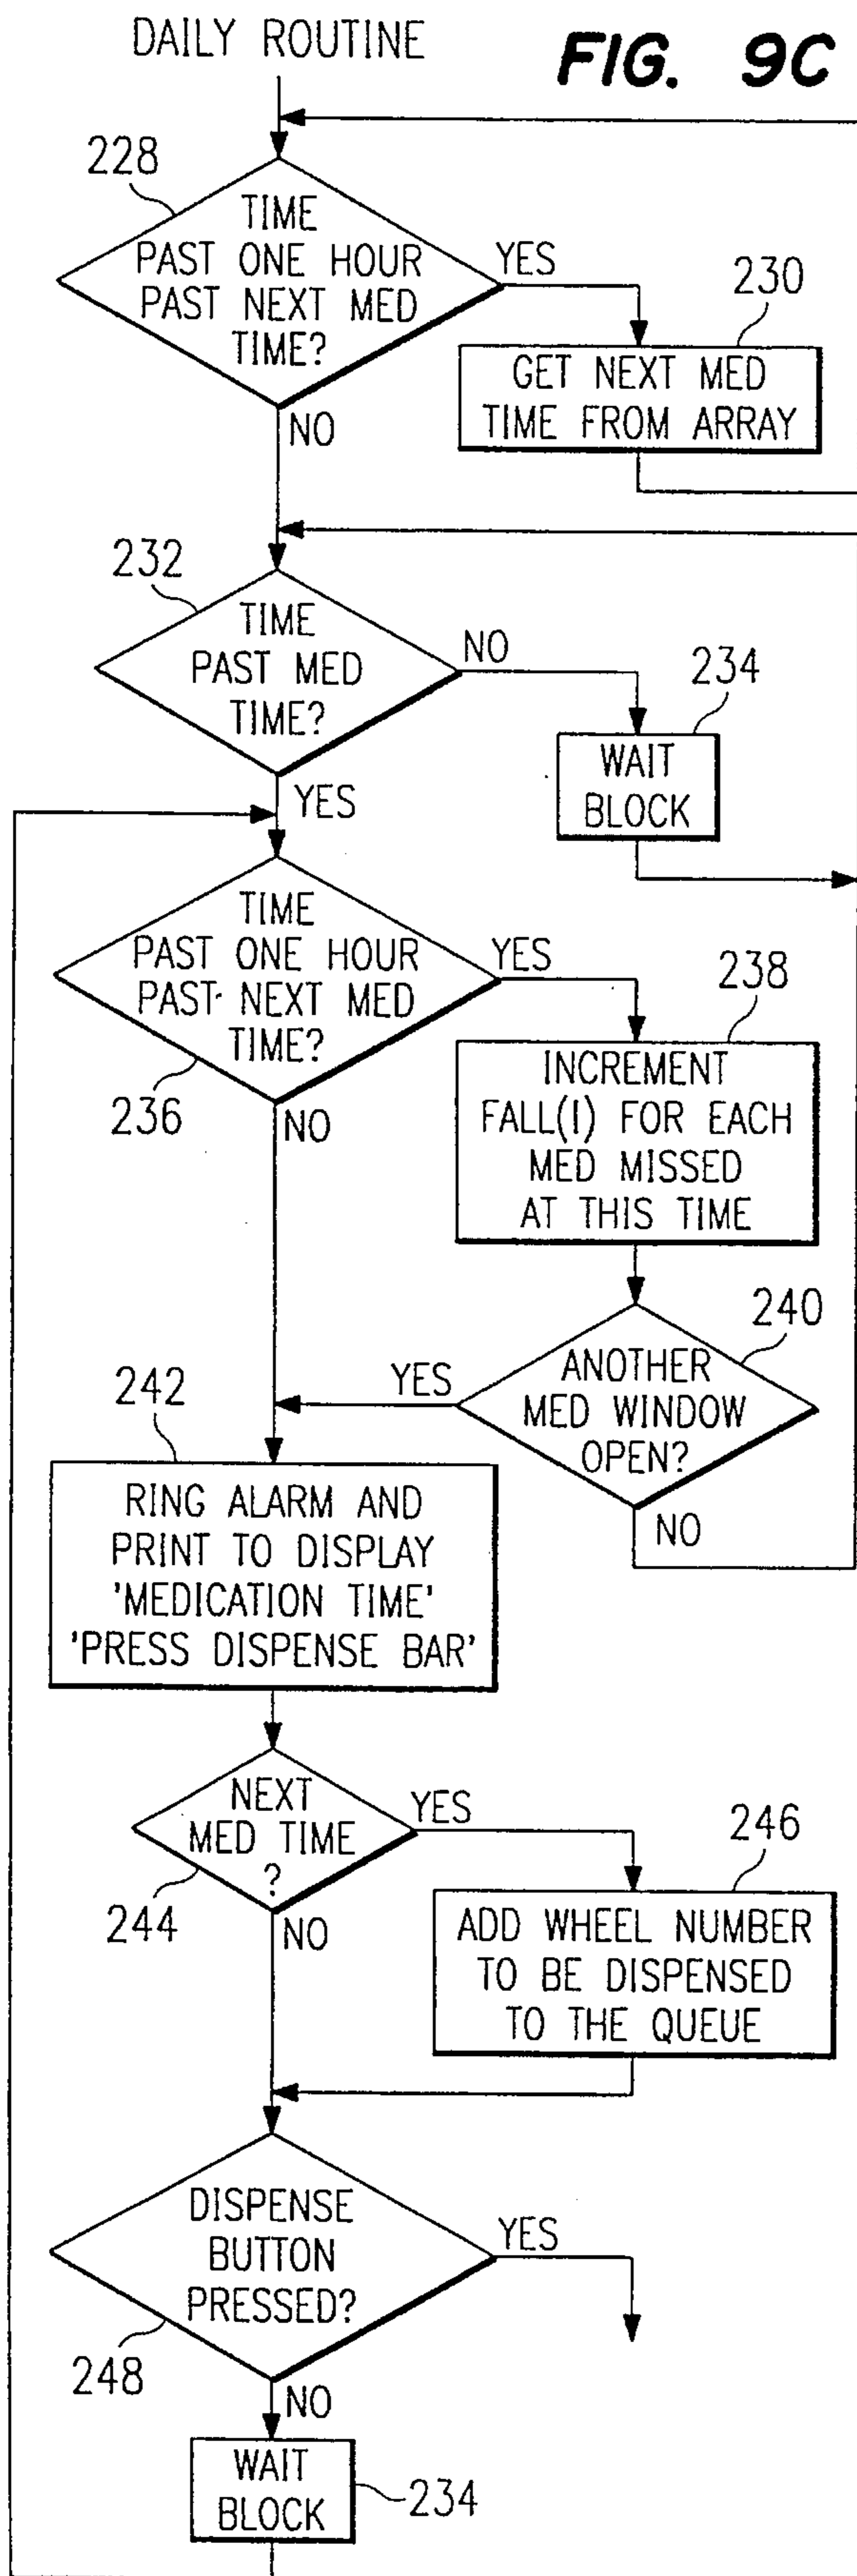 DAILY ROUTINE
FIG. 9C
228
TIME
PAST ONE HOUR
PAST NEXT MED
TIME?
YES
NO
230
GET NEXT MED
TIME FROM ARRAY
232
TIME
PAST MED
TIME?
NO
YES
234
WAIT
BLOCK
TIME
PAST ONE HOUR
PAST NEXT MED
TIME?
236
YES
NO
238
INCREMENT
FALL(I) FOR EACH
MED MISSED
AT THIS TIME
240
ANOTHER
MED WINDOW
OPEN?
YES
NO
242
RING ALARM AND
PRINT TO DISPLAY
'MEDICATION TIME'
'PRESS DISPENSE BAR'
NEXT
MED TIME
?
244
YES
NO
246
ADD WHEEL NUMBER
TO BE DISPENSED
TO THE QUEUE
DISPENSE
BUTTON
PRESSED?
248
YES
NO
WAIT
BLOCK
234